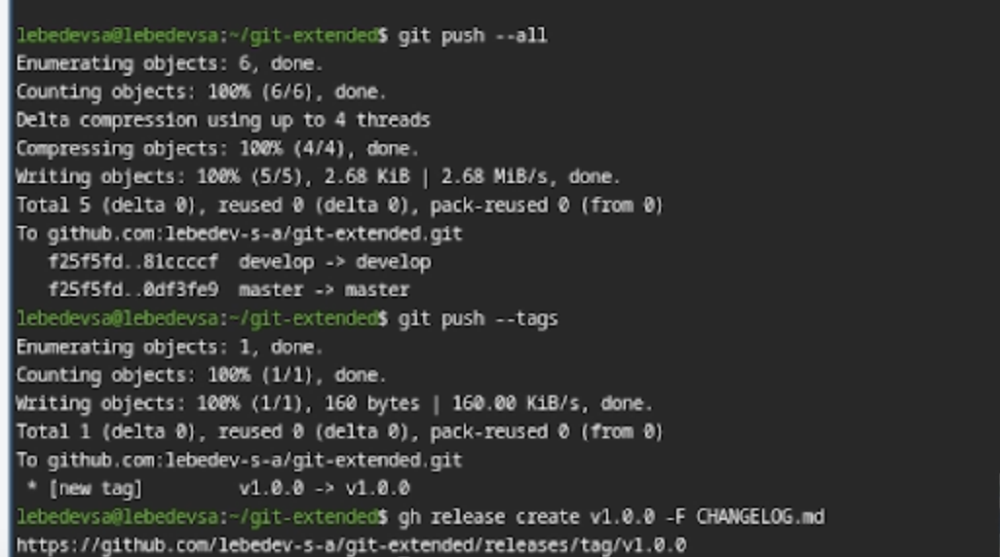 lebedevsa@lebedevsa:~/git-extended$ git push --all
Enumerating objects: 6, done.
Counting objects: 100% (6/6), done.
Delta compression using up to 4 threads
Compressing objects: 100% (4/4), done.
Writing objects: 100% (5/5), 2.68 KiB | 2.68 MiB/s, done.
Total 5 (delta 0), reused 0 (delta 0), pack-reused 0 (from 0)
To github.com:lebedev-s-a/git-extended.git
   f25f5fd..81ccccf  develop -> develop
   f25f5fd..0df3fe9  master -> master
lebedevsa@lebedevsa:~/git-extended$ git push --tags
Enumerating objects: 1, done.
Counting objects: 100% (1/1), done.
Writing objects: 100% (1/1), 160 bytes | 160.00 KiB/s, done.
Total 1 (delta 0), reused 0 (delta 0), pack-reused 0 (from 0)
To github.com:lebedev-s-a/git-extended.git
 * [new tag]         v1.0.0 -> v1.0.0
lebedevsa@lebedevsa:~/git-extended$ gh release create v1.0.0 -F CHANGELOG.md
https://github.com/lebedev-s-a/git-extended/releases/tag/v1.0.0